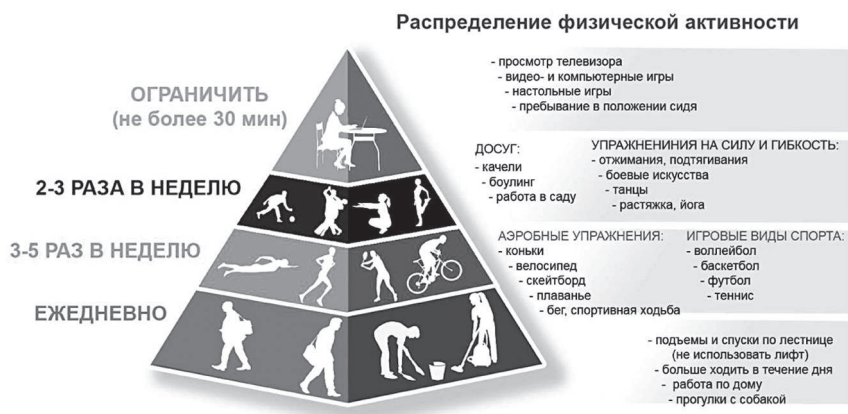 Распределение физической активности
ОГРАНИЧИТЬ
(не более 30 мин)
- просмотр телевизора
- видео- и компьютерные игры
- настольные игры
- пребывание в положении сидя
2-3 РАЗА В НЕДЕЛЮ
ДОСУГ:
- качели
- боулинг
- работа в саду
УПРАЖНЕНИНИЯ НА СИЛУ И ГИБКОСТЬ:
- отжимания, подтягивания
- боевые искусства
- танцы
- растяжка, йога
3-5 РАЗ В НЕДЕЛЮ
АЭРОБНЫЕ УПРАЖНЕНИЯ:
- коньки
- велосипед
- скейтборд
- плаванье
- бег, спортивная ходьба
ИГРОВЫЕ ВИДЫ СПОРТА:
- воллейбол
- баскетбол
- футбол
- теннис
ЕЖЕДНЕВНО
- подъемы и спуски по лестнице
(не использовать лифт)
- больше ходить в течение дня
- работа по дому
- прогулки с собакой